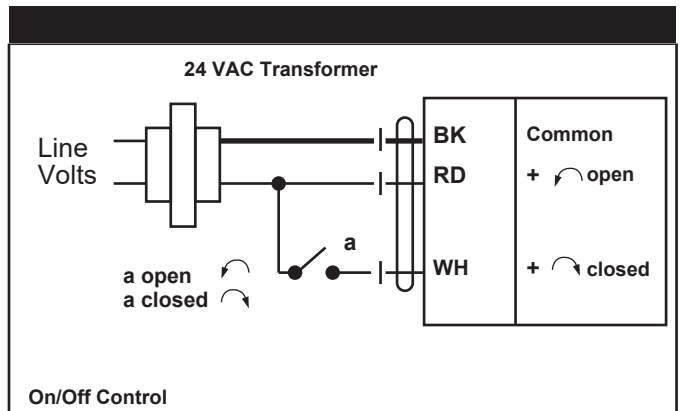 24 VAC Transformer
Line
Volts
BK
Common
RD
+ open
a
WH
+ closed
a open
a closed
On/Off Control